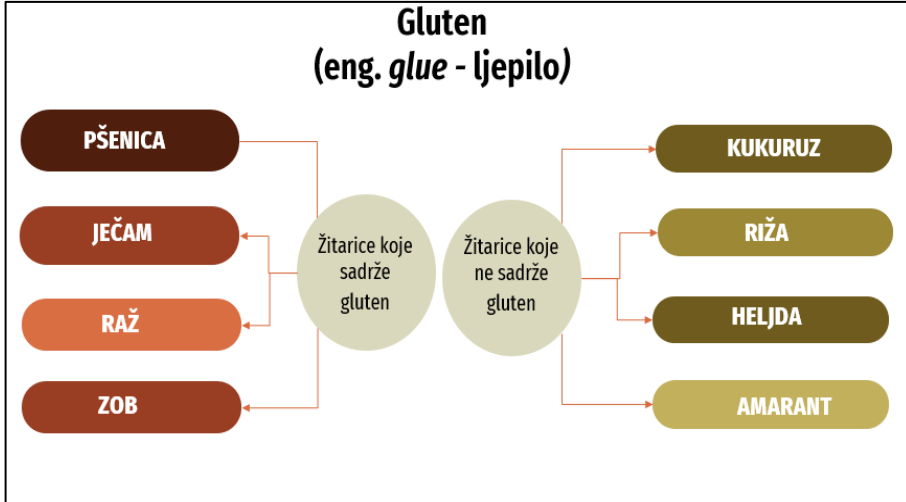 Gluten
(eng. glue - ljepilo)
PŠENICA
JEČAM
RAŽ
ZOB
Žitarice koje
sadrže
gluten
Žitarice koje
ne sadrže
gluten
KUKURUZ
RIŽA
HELJDA
AMARANT